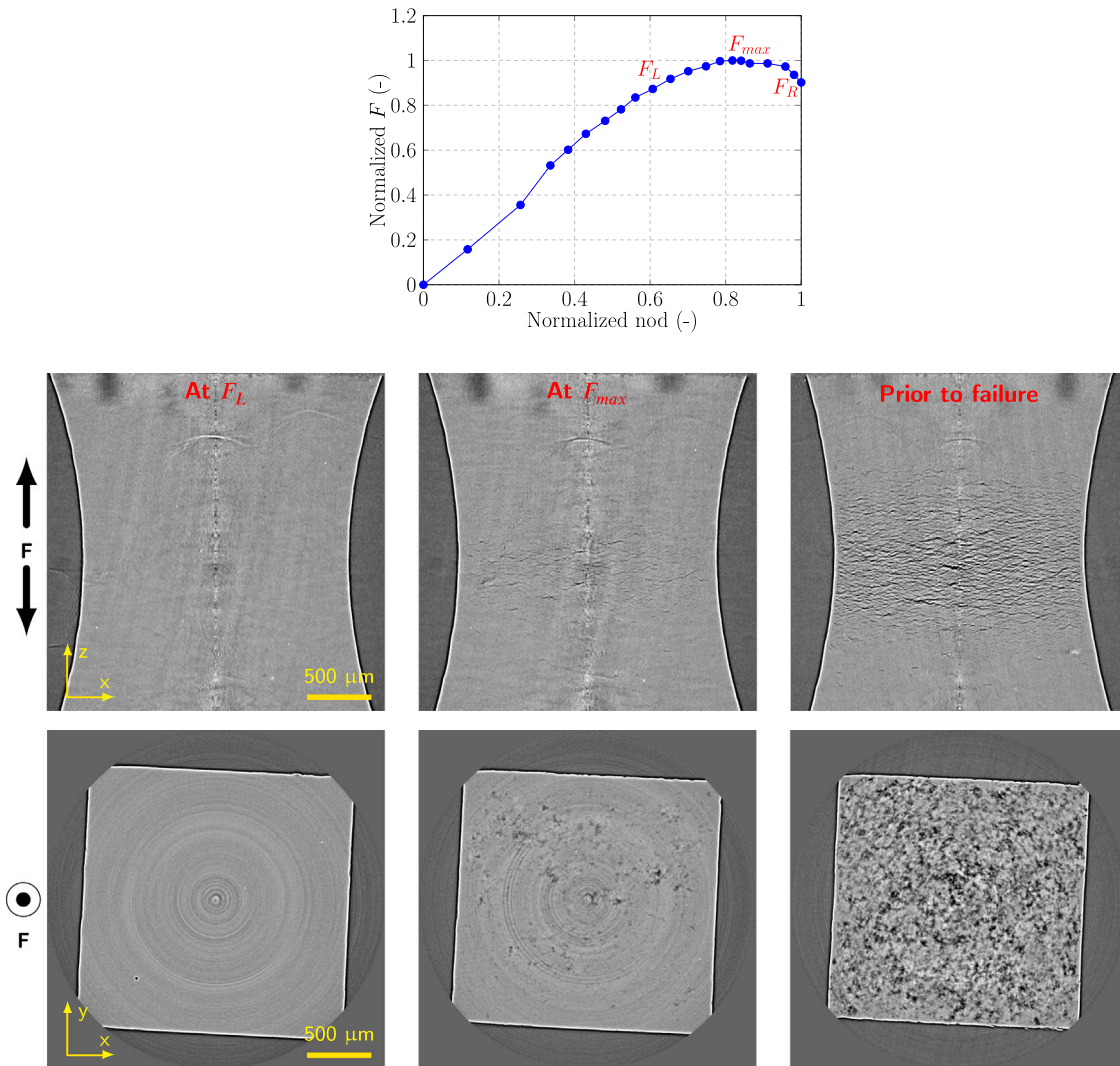 1.2
1
0.8
0.6
0.4
0.2
0
0
0.2
0.4
0.6
0.8
1
Normalized F (-)
Normalized nod (-)
F_L
F_max
F_R
At F_L
At F_max
Prior to failure
F
z
x
500 µm
F
y
x
500 µm